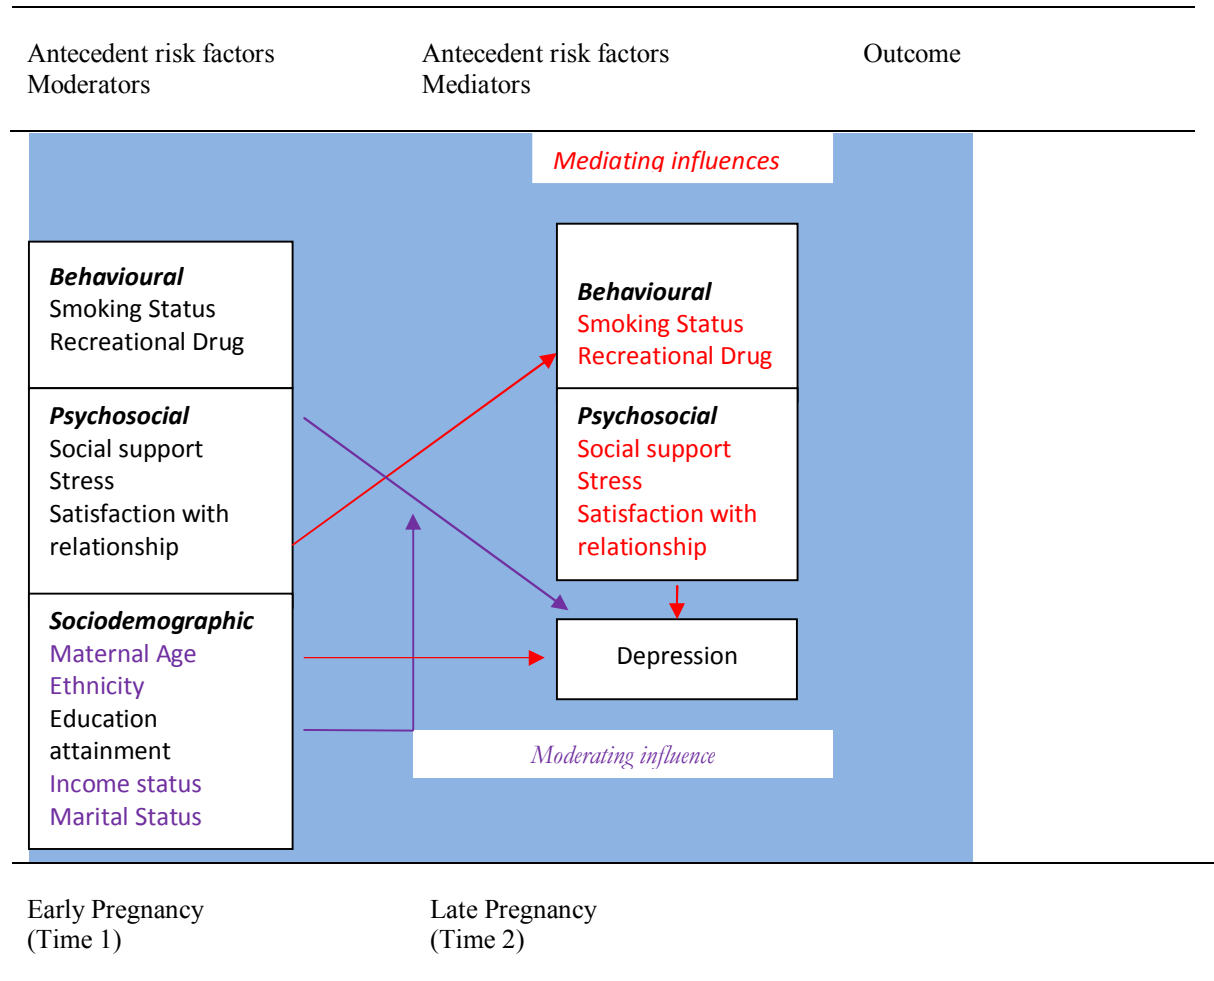 Antecedent risk factors
Moderators
Antecedent risk factors
Mediators
Outcome
Mediating influences
Behavioural
Smoking Status
Recreational Drug
Psychosocial
Social support
Stress
Satisfaction with
relationship
Sociodemographic
Maternal Age
Ethnicity
Education
attainment
Income status
Marital Status
Behavioural
Smoking Status
Recreational Drug
Psychosocial
Social support
Stress
Satisfaction with
relationship
Depression
Moderating influence
Early Pregnancy
(Time 1)
Late Pregnancy
(Time 2)